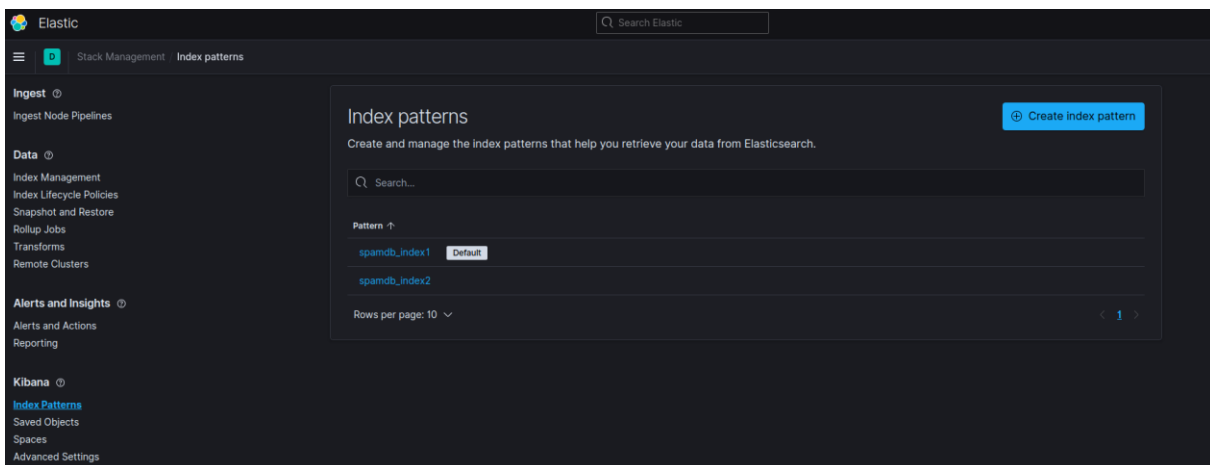 Elastic
Search Elastic
D
Stack Management / Index patterns
Ingest
Ingest Node Pipelines
Data
Index Management
Index Lifecycle Policies
Snapshot and Restore
Rollup Jobs
Transforms
Remote Clusters
Alerts and Insights
Alerts and Actions
Reporting
Kibana
Index Patterns
Saved Objects
Spaces
Advanced Settings
Index patterns
Create index pattern
Create and manage the index patterns that help you retrieve your data from Elasticsearch.
Search...
Pattern ↑
spamdb_index1 Default
spamdb_index2
Rows per page: 10
< 1 >